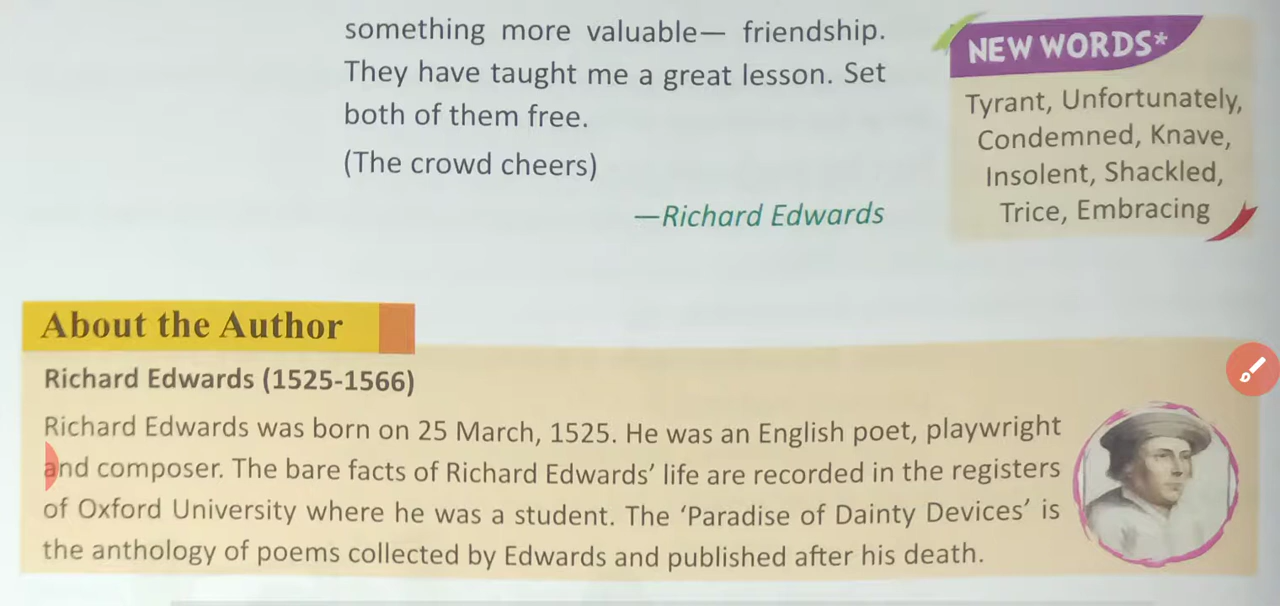 something more valuable— friendship.
They have taught me a great lesson. Set
both of them free.
(The crowd cheers)
—Richard Edwards
NEW WORDS*
Tyrant, Unfortunately,
Condemned, Knave,
Insolent, Shackled,
Trice, Embracing
About the Author
Richard Edwards (1525-1566)
Richard Edwards was born on 25 March, 1525. He was an English poet, playwright
and composer. The bare facts of Richard Edwards’ life are recorded in the registers
of Oxford University where he was a student. The ‘Paradise of Dainty Devices’ is
the anthology of poems collected by Edwards and published after his death.